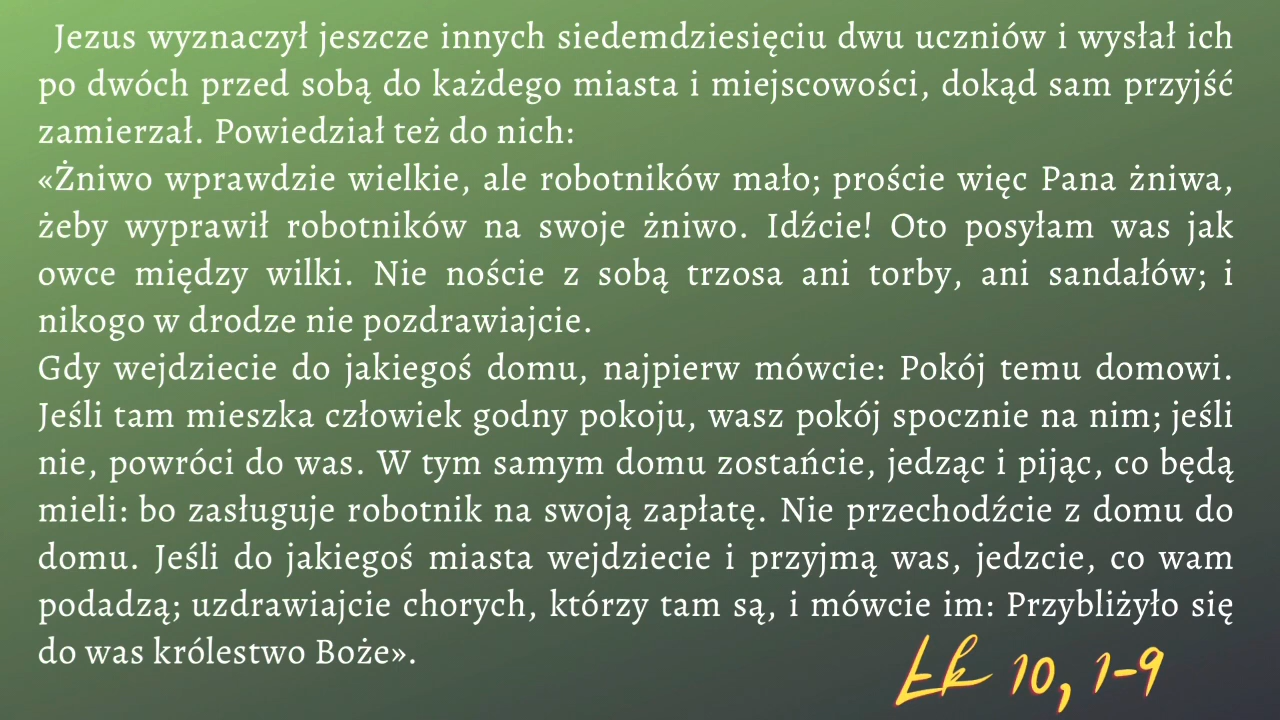 Jezus wyznaczył jeszcze innych siedemdziesięciu dwu uczniów i wysłał ich
po dwóch przed sobą do każdego miasta i miejscowości, dokąd sam przyjść
zamierzał. Powiedział też do nich:
«Żniwo wprawdzie wielkie, ale robotników mało; proście więc Pana żniwa,
żeby wyprawił robotników na swoje żniwo. Idźcie! Oto posyłam was jak
owce między wilki. Nie noście z sobą trzosa ani torby, ani sandałów; i
nikogo w drodze nie pozdrawiajcie.
Gdy wejdziecie do jakiegoś domu, najpierw mówcie: Pokój temu domowi.
Jeśli tam mieszka człowiek godny pokoju, wasz pokój spocznie na nim; jeśli
nie, powróci do was. W tym samym domu zostańcie, jedząc i pijąc, co będą
mieli: bo zasługuje robotnik na swoją zapłatę. Nie przechodźcie z domu do
domu. Jeśli do jakiegoś miasta wejdziecie i przyjmą was, jedzcie, co wam
podadzą; uzdrawiajcie chorych, którzy tam są, i mówcie im: Przybliżyło się
do was królestwo Boże».
Łk 10, 1-9